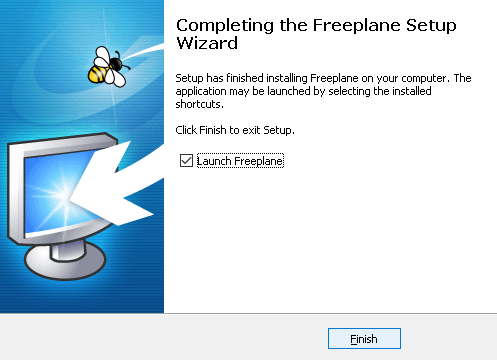 Completing the Freeplane Setup
Wizard
Setup has finished installing Freeplane on your computer. The
application may be launched by selecting the installed
shortcuts.
Click Finish to exit Setup.
Launch Freeplane
Finish